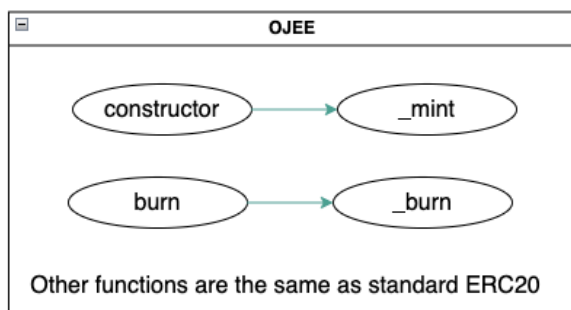 OJEE
constructor
_mint
burn
_burn
Other functions are the same as standard ERC20